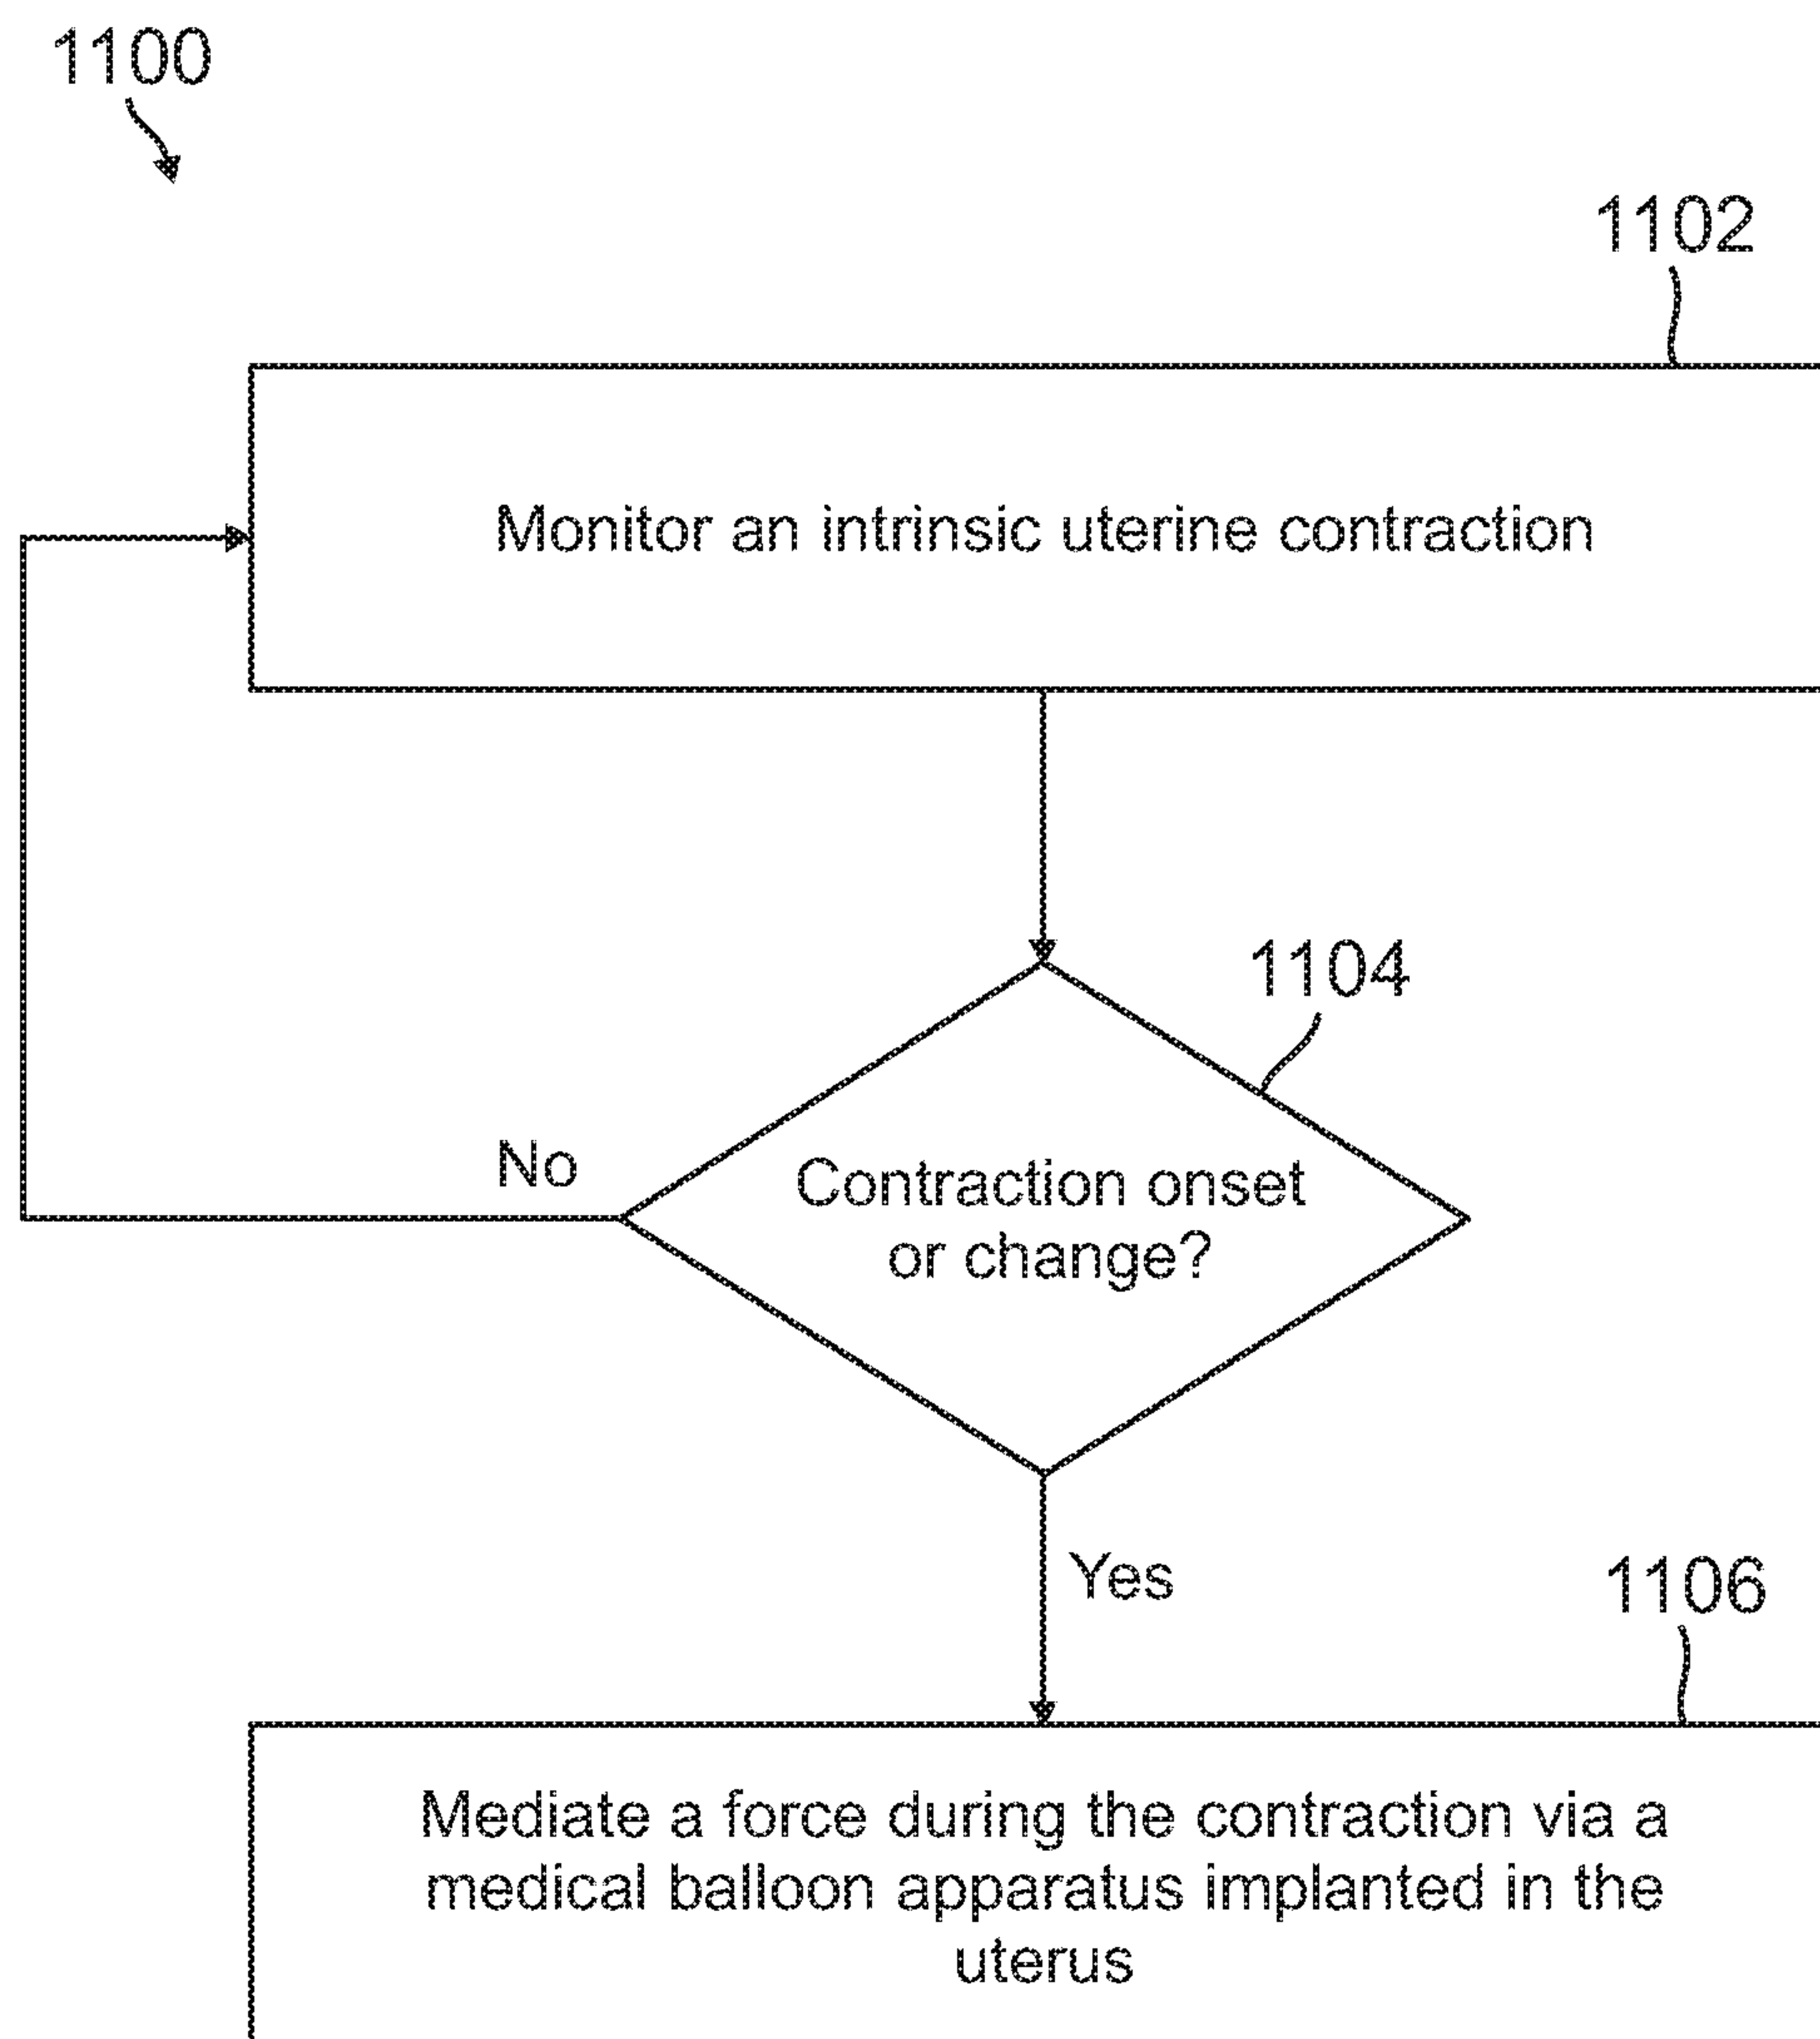 1100
1102
Monitor an intrinsic uterine contraction
1104
No
Contraction onset
or change?
Yes
1106
Mediate a force during the contraction via a
medical balloon apparatus implanted in the
uterus